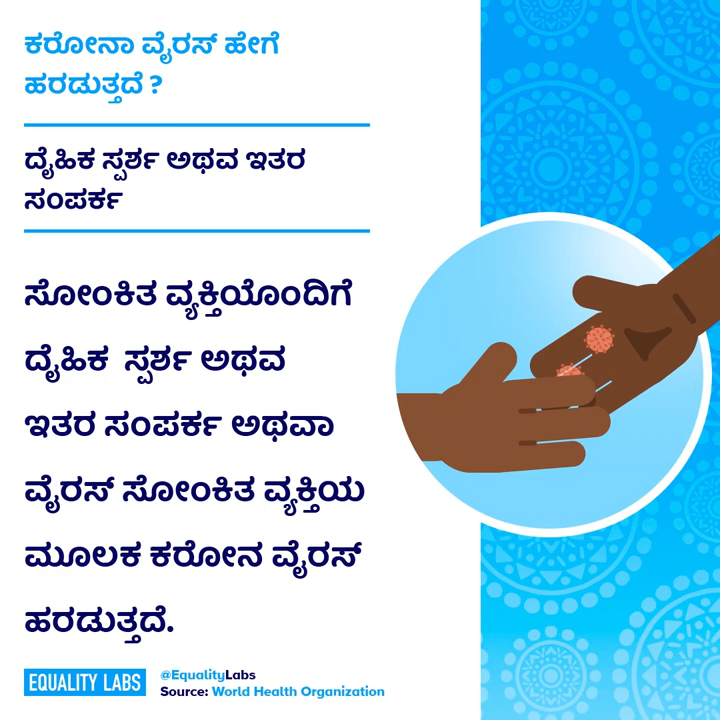 ಕರೋನಾ ವೈರಸ್ ಹೇಗೆ
ಹರಡುತ್ತದೆ ?
ದೈಹಿಕ ಸ್ಪರ್ಶ ಅಥವ ಇತರ
ಸಂಪರ್ಕ
ಸೋಂಕಿತ ವ್ಯಕ್ತಿಯೊಂದಿಗೆ
ದೈಹಿಕ ಸ್ಪರ್ಶ ಅಥವ
ಇತರ ಸಂಪರ್ಕ ಅಥವಾ
ವೈರಸ್ ಸೋಂಕಿತ ವ್ಯಕ್ತಿಯ
ಮೂಲಕ ಕರೋನ ವೈರಸ್
ಹರಡುತ್ತದೆ.
EQUALITY LABS
@EqualityLabs
Source: World Health Organization